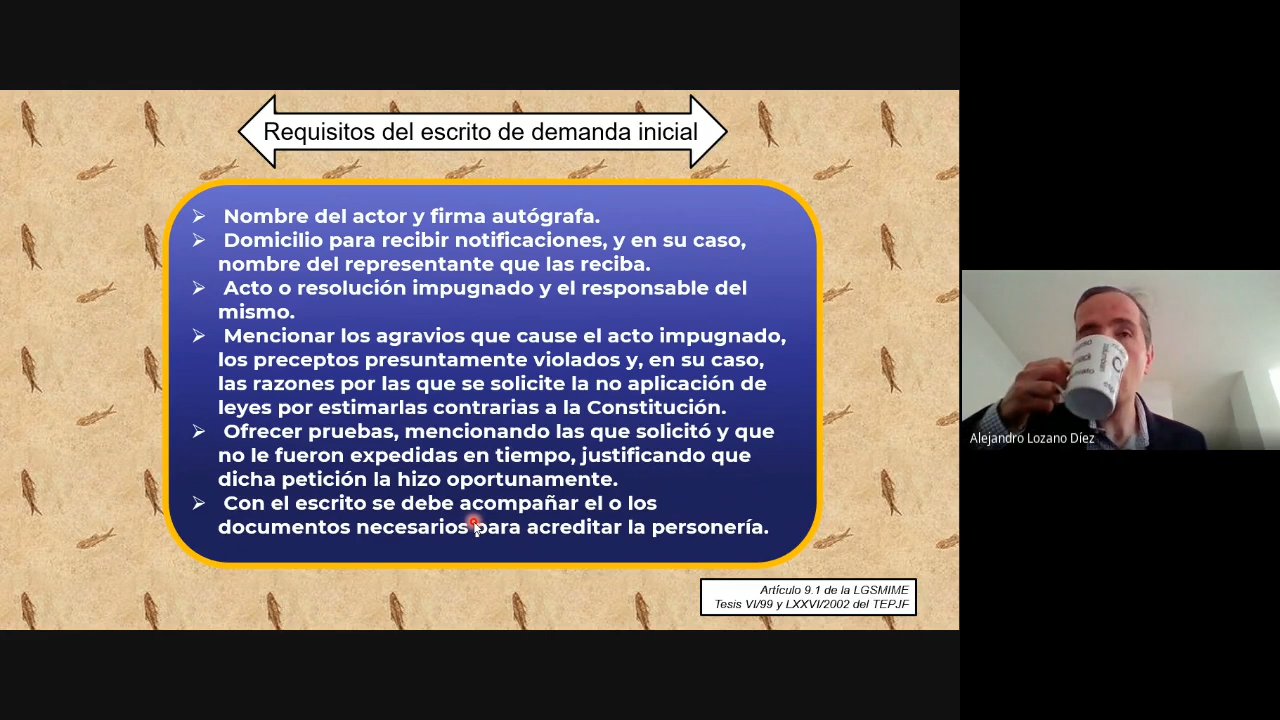 Requisitos del escrito de demanda inicial
➢ Nombre del actor y firma autógrafa.
➢ Domicilio para recibir notificaciones, y en su caso,
nombre del representante que las reciba.
➢ Acto o resolución impugnado y el responsable del
mismo.
➢ Mencionar los agravios que cause el acto impugnado,
los preceptos presuntamente violados y, en su caso,
las razones por las que se solicite la no aplicación de
leyes por estimarlas contrarias a la Constitución.
➢ Ofrecer pruebas, mencionando las que solicitó y que
no le fueron expedidas en tiempo, justificando que
dicha petición la hizo oportunamente.
➢ Con el escrito se debe acompañar el o los
documentos necesarios para acreditar la personería.
Artículo 9.1 de la LGSMIME
Tesis VI/99 y LXXVI/2002 del TEPJF
Alejandro Lozano Díez